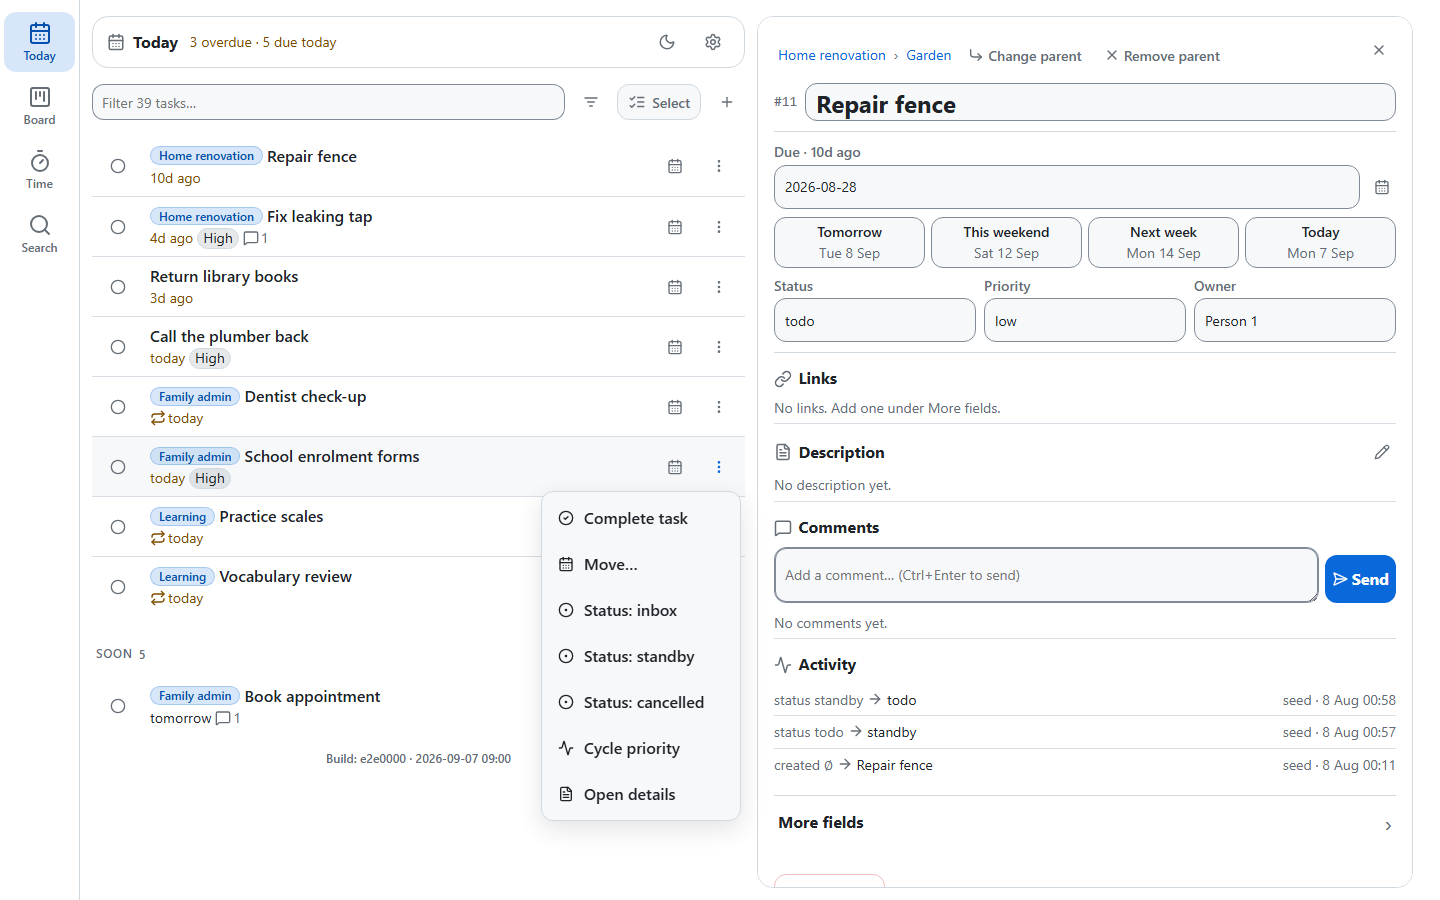 Today
Board
Time
Search
Today 3 overdue · 5 due today
Filter 39 tasks...
Select
Home renovation Repair fence
10d ago
Home renovation Fix leaking tap
4d ago High 1
Return library books
3d ago
Call the plumber back
today High
Family admin Dentist check-up
today
Family admin School enrolment forms
today High
Learning Practice scales
today
Learning Vocabulary review
today
SOON 5
Family admin Book appointment
tomorrow 1
Build: e2e0000 · 2026-09-07 09:00
Complete task
Move...
Status: inbox
Status: standby
Status: cancelled
Cycle priority
Open details
Home renovation › Garden Change parent Remove parent
#11 Repair fence
Due · 10d ago
2026-08-28
Tomorrow This weekend Next week Today
Tue 8 Sep Sat 12 Sep Mon 14 Sep Mon 7 Sep
Status Priority Owner
todo low Person 1
Links
No links. Add one under More fields.
Description
No description yet.
Comments
Add a comment... (Ctrl+Enter to send)
Send
No comments yet.
Activity
status standby → todo seed · 8 Aug 00:58
status todo → standby seed · 8 Aug 00:57
created ∅ → Repair fence seed · 8 Aug 00:11
More fields